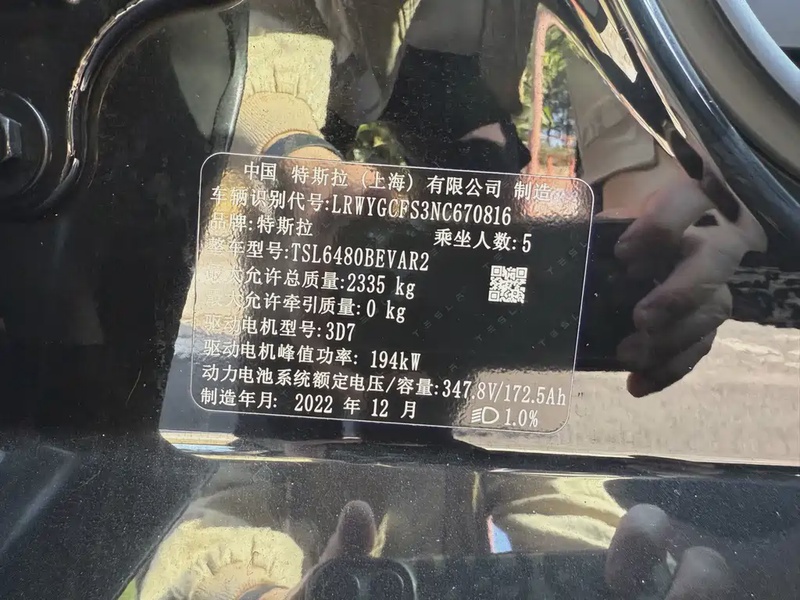 中国 特斯拉(上海)有限公司 制造
车辆识别代号:LRWYGCFS3NC670816
品牌:特斯拉
乘坐人数:5
整车型号:TSL6480BEVAR2
最大允许总质量:2335 kg
最大允许牵引质量:0 kg
驱动电机型号:3D7
驱动电机峰值功率: 194kW
动力电池系统额定电压/容量:347.8V/172.5Ah
制造年月: 2022 年 12 月
1.0%